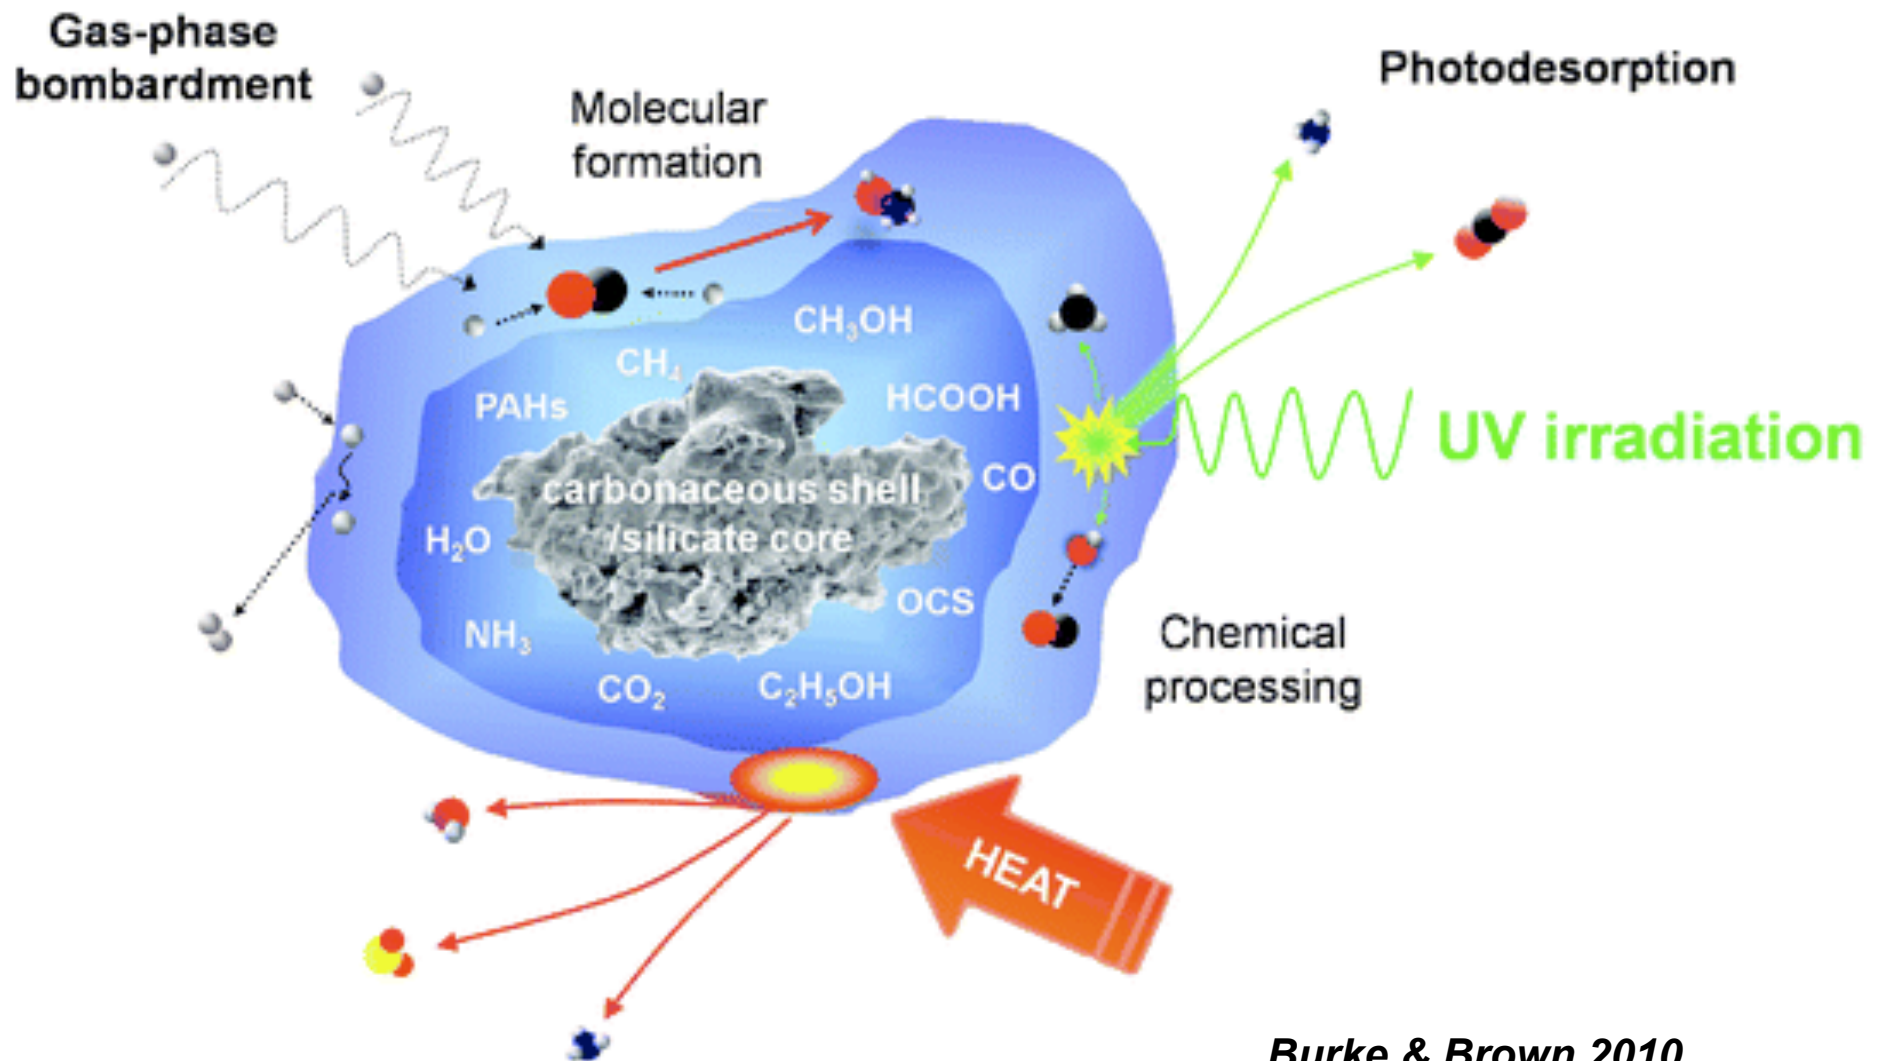 Gas-phase
bombardment
Molecular
formation
Photodesorption
CH₃OH
CH₄
PAHs
HCOOH
UV irradiation
carbonaceous shell
/silicate core
CO
H₂O
OCS
NH₃
CO₂
C₂H₅OH
Chemical
processing
HEAT
Burke & Brown 2010